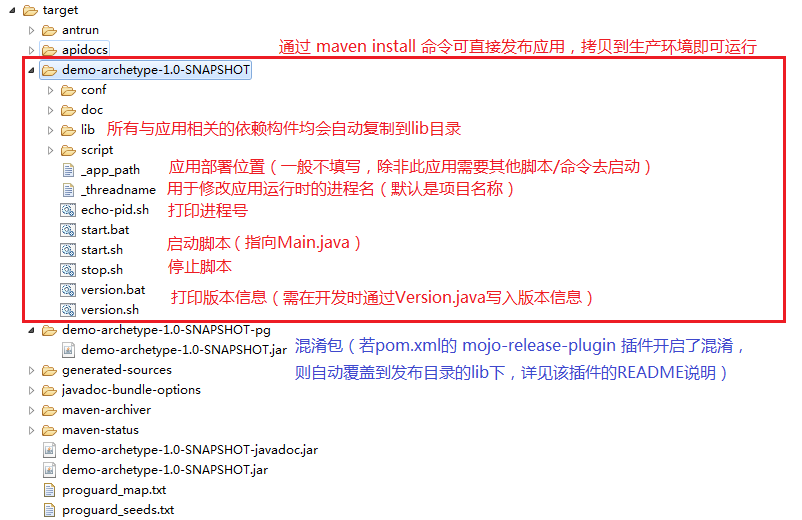 target
antrun
apidocs
通过 maven install 命令可直接发布应用，拷贝到生产环境即可运行
demo-archetype-1.0-SNAPSHOT
conf
doc
lib 所有与应用相关的依赖构件均会自动复制到lib目录
script
_app_path 应用部署位置（一般不填写，除非此应用需要其他脚本/命令去启动）
_threadname 用于修改应用运行时的进程名（默认是项目名称）
echo-pid.sh 打印进程号
start.bat
start.sh 启动脚本（指向Main.java）
stop.sh 停止脚本
version.bat 打印版本信息（需在开发时通过Version.java写入版本信息）
version.sh
demo-archetype-1.0-SNAPSHOT-pg
demo-archetype-1.0-SNAPSHOT.jar 混淆包（若pom.xml的 mojo-release-plugin 插件开启了混淆，
generated-sources 则自动覆盖到发布目录的lib下，详见该插件的README说明）
javadoc-bundle-options
maven-archiver
maven-status
demo-archetype-1.0-SNAPSHOT-javadoc.jar
demo-archetype-1.0-SNAPSHOT.jar
proguard_map.txt
proguard_seeds.txt